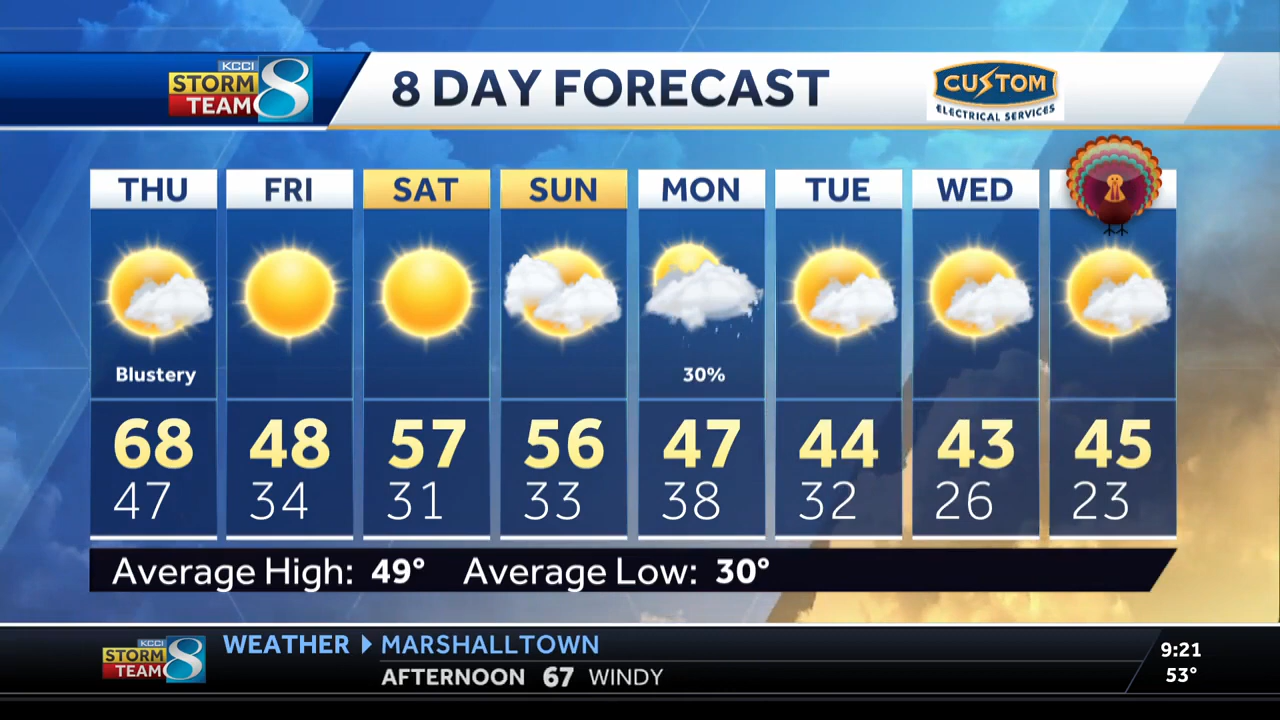 KCCI
STORM
TEAM 8
8 DAY FORECAST
CUSTOM
ELECTRICAL SERVICES
THU FRI SAT SUN MON TUE WED
Blustery 30%
68 48 57 56 47 44 43 45
47 34 31 33 38 32 26 23
Average High: 49° Average Low: 30°
KCCI
STORM
TEAM 8
WEATHER MARSHALLTOWN
AFTERNOON 67 WINDY
9:21
53°